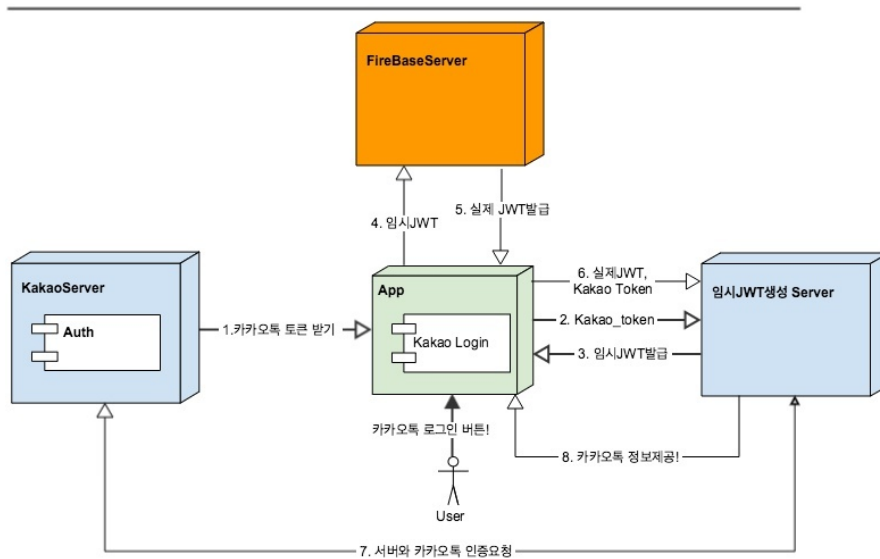 FireBaseServer
4. 임시JWT
5. 실제 JWT발급
KakaoServer
Auth
1.카카오톡 토큰 받기
App
Kakao Login
6. 실제JWT,
Kakao Token
2. Kakao_token
3. 임시JWT발급
임시JWT생성 Server
카카오톡 로그인 버튼!
8. 카카오톡 정보제공!
User
7. 서버와 카카오톡 인증요청